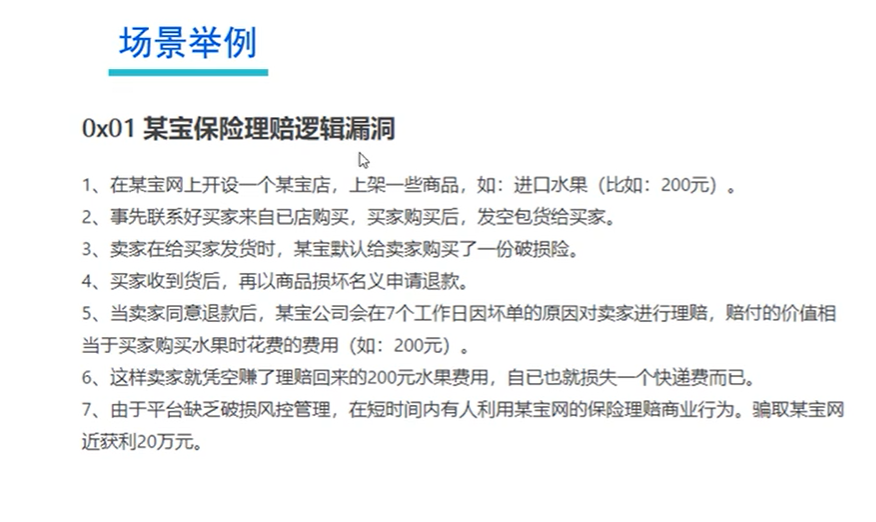 场景举例
0x01 某宝保险理赔逻辑漏洞
1、在某宝网上开设一个某宝店，上架一些商品，如：进口水果（比如：200元）。
2、事先联系好买家来自已店购买，买家购买后，发空包货给买家。
3、卖家在给买家发货时，某宝默认给卖家购买了一份破损险。
4、买家收到货后，再以商品损坏名义申请退款。
5、当卖家同意退款后，某宝公司会在7个工作日因坏单的原因对卖家进行理赔，赔付的价值相
当于买家购买水果时花费的费用（如：200元）。
6、这样卖家就凭空赚了理赔回来的200元水果费用，自已也就损失一个快递费而已。
7、由于平台缺乏破损风控管理，在短时间内有人利用某宝网的保险理赔商业行为。骗取某宝网
近获利20万元。